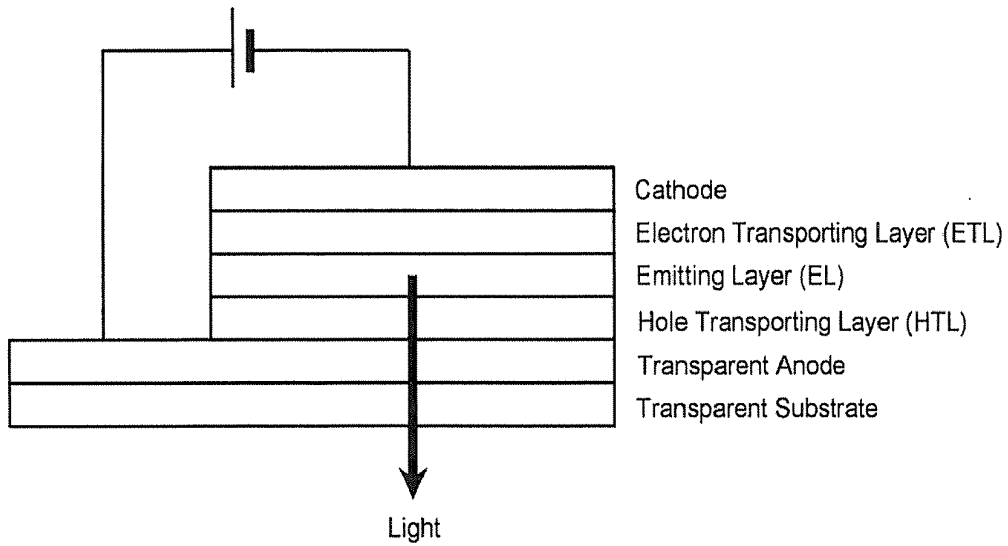 Cathode
Electron Transporting Layer (ETL)
Emitting Layer (EL)
Hole Transporting Layer (HTL)
Transparent Anode
Transparent Substrate
Light